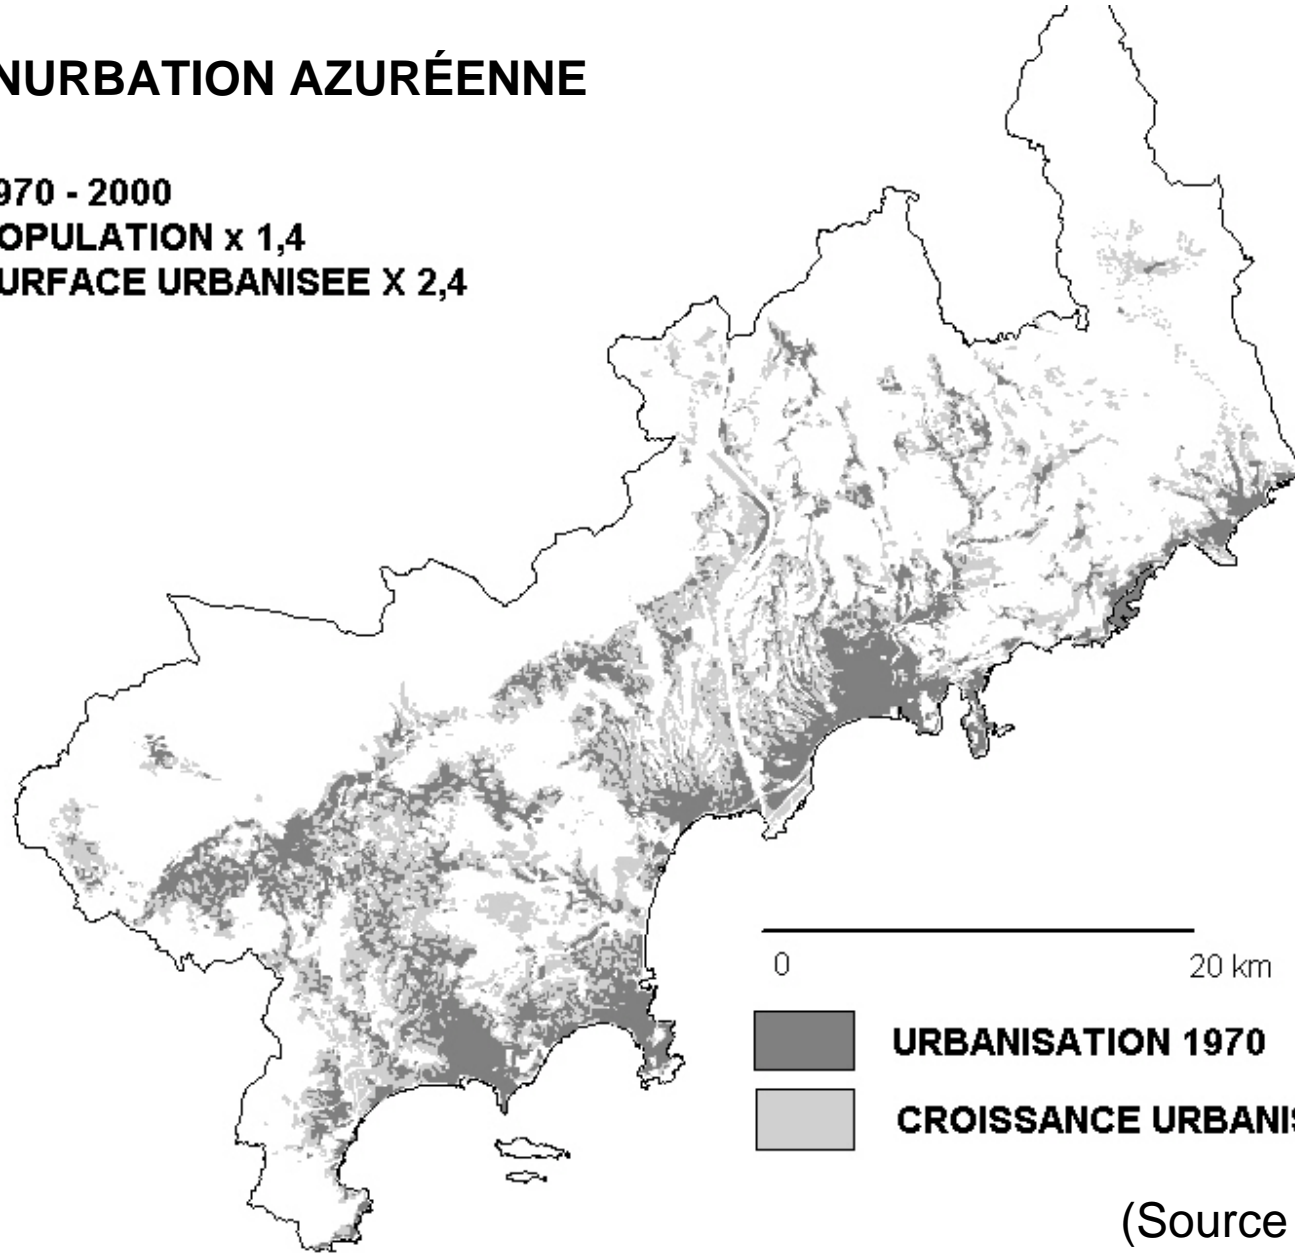 NURBATION AZURÉENNE
970 - 2000
OPULATION x 1,4
URFACE URBANISEE X 2,4
0 20 km
URBANISATION 1970
CROISSANCE URBANIS
(Source